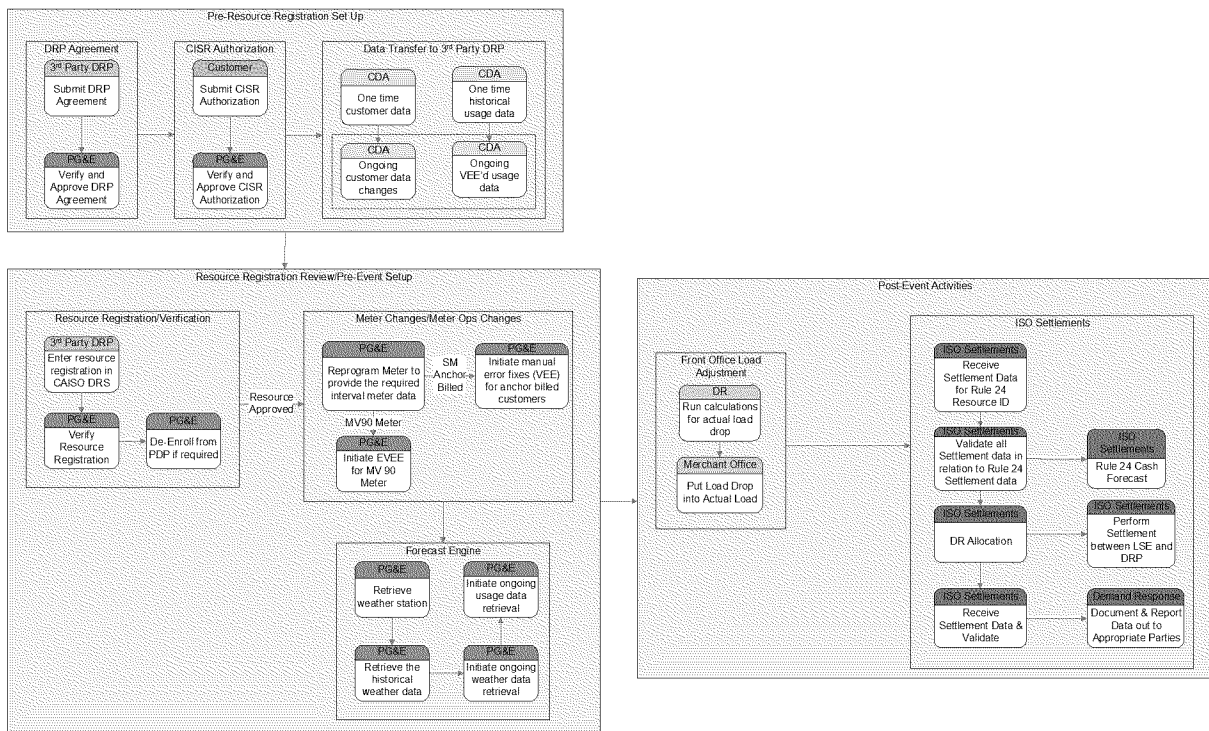 Pre-Resource Registration Set Up
DRP Agreement
3rd Party DRP
Submit DRP
Agreement
PG&E
Verify and
Approve DRP
Agreement
CISR Authorization
Customer
Submit CISR
Authorization
PG&E
Verify and
Approve CISR
Authorization
Data Transfer to 3rd Party DRP
CDA
One time
customer data
CDA
One time
historical
usage data
CDA
Ongoing
customer data
changes
CDA
Ongoing
VEE'd usage
data
Resource Registration Review/Pre-Event Setup
Resource Registration/Verification
3rd Party DRP
Enter resource
registration in
CAISO DRS
PG&E
Verify
Resource
Registration
PG&E
De-Enroll from
PDP if required
Resource
Approved
Meter Changes/Meter Ops Changes
PG&E
Reprogram Meter to
provide the required
interval meter data
SM
Anchor
Billed
PG&E
Initiate manual
error fixes (VEE)
for anchor billed
customers
MV90 Meter
PG&E
Initiate EVEE
for MV 90
Meter
Forecast Engine
PG&E
Retrieve
weather station
PG&E
Initiate ongoing
usage data
retrieval
PG&E
Retrieve the
historical
weather data
PG&E
Initiate ongoing
weather data
retrieval
Post-Event Activities
Front Office Load
Adjustment
DR
Run calculations
for actual load
drop
Merchant Office
Put Load Drop
into Actual Load
ISO Settlements
ISO Settlements
Receive
Settlement Data
for Rule 24
Resource ID
ISO Settlements
Validate all
Settlement data in
relation to Rule 24
Settlement data
ISO
Settlements
Rule 24 Cash
Forecast
ISO Settlements
DR Allocation
ISO Settlements
Perform
Settlement
between LSE and
DRP
ISO Settlements
Receive
Settlement Data &
Validate
Demand Response
Document & Report
Data out to
Appropriate Parties